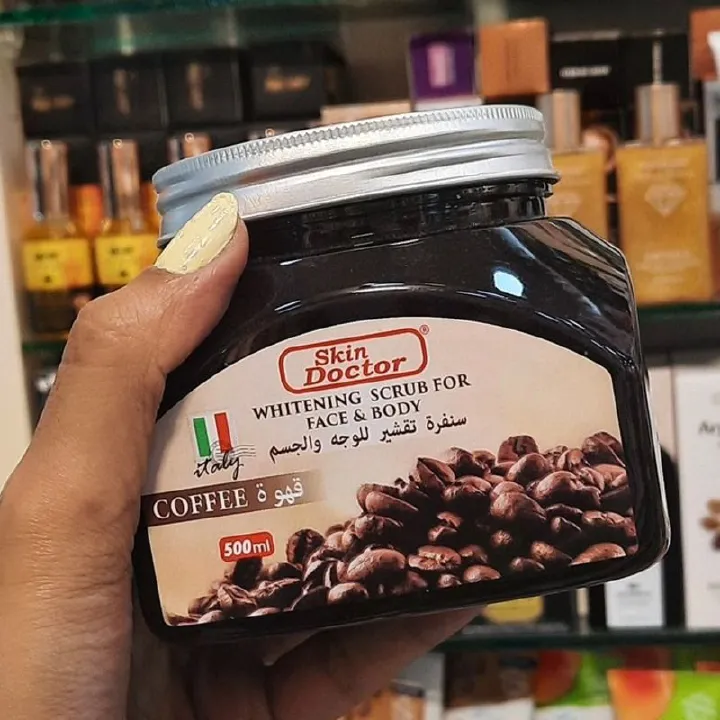 Skin
Doctor®
WHITENING SCRUB FOR
FACE & BODY
سنفرة تقشير للوجه والجسم
italy
COFFEE قهوة
500ml